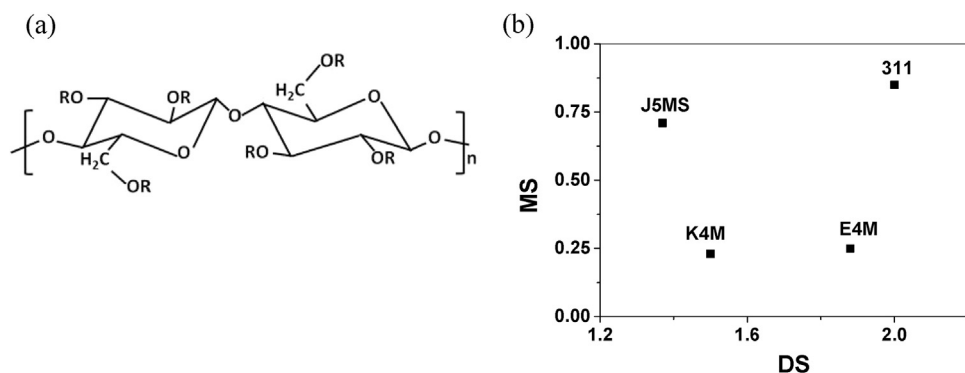 (a)
OR
H2C
RO
OR
O
O
O
O
O
H2C
OR
RO
OR
n
(b)
1.00
0.75
0.50
0.25
0.00
MS
311
J5MS
K4M
E4M
1.2
1.6
2.0
DS